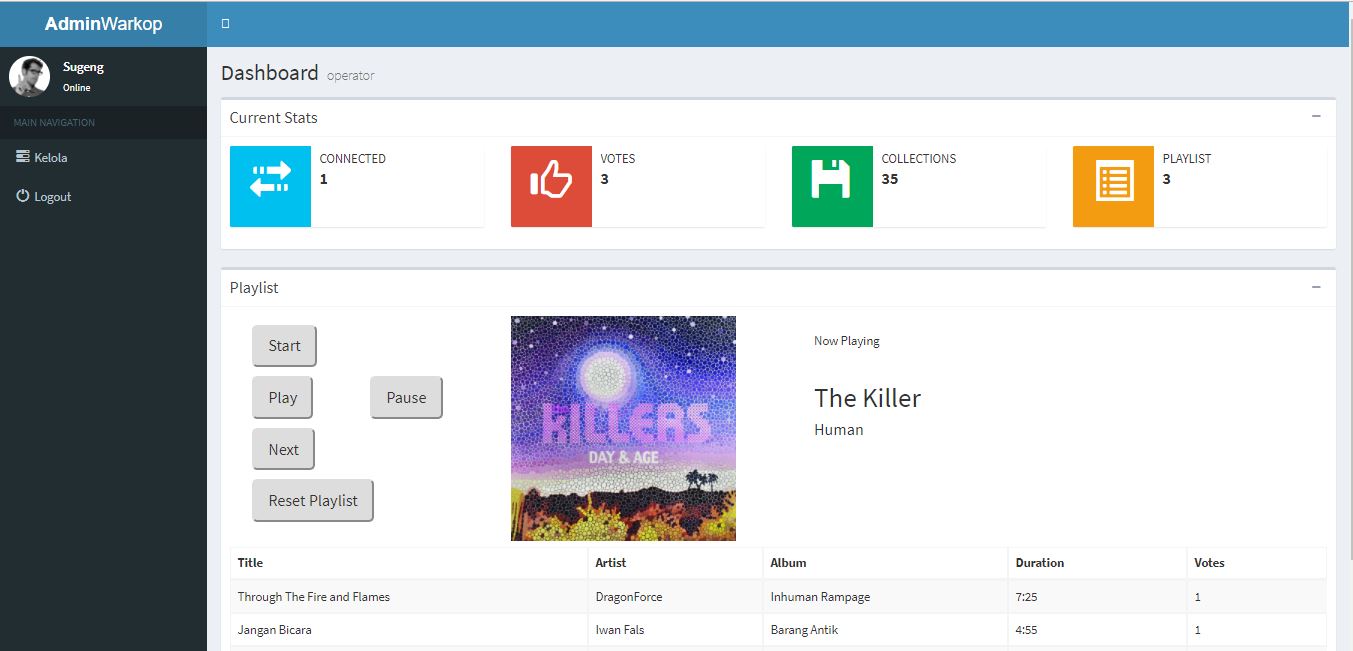 AdminWarkop
Sugeng
Online
MAIN NAVIGATION
Kelola
Logout
Dashboard operator
Current Stats
CONNECTED
1
VOTES
3
COLLECTIONS
35
PLAYLIST
3
Playlist
Start
Play Pause
Next
Reset Playlist
THE KILLERS
DAY & AGE
Now Playing
The Killer
Human
Title Artist Album Duration Votes
Through The Fire and Flames DragonForce Inhuman Rampage 7:25 1
Jangan Bicara Iwan Fals Barang Antik 4:55 1